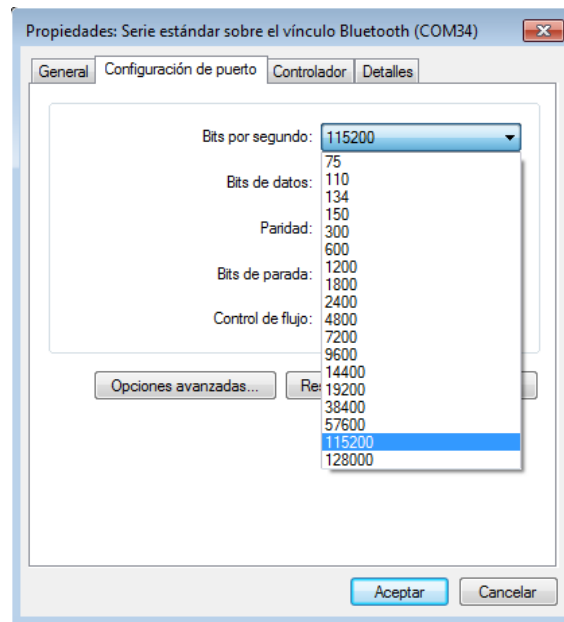 Propiedades: Serie estándar sobre el vínculo Bluetooth (COM34)
General Configuración de puerto Controlador Detalles
Bits por segundo: 115200
75
Bits de datos: 110
134
150
Paridad: 300
600
Bits de parada: 1200
1800
2400
Control de flujo: 4800
7200
9600
14400
Opciones avanzadas... Res 19200
38400
57600
115200
128000
Aceptar Cancelar